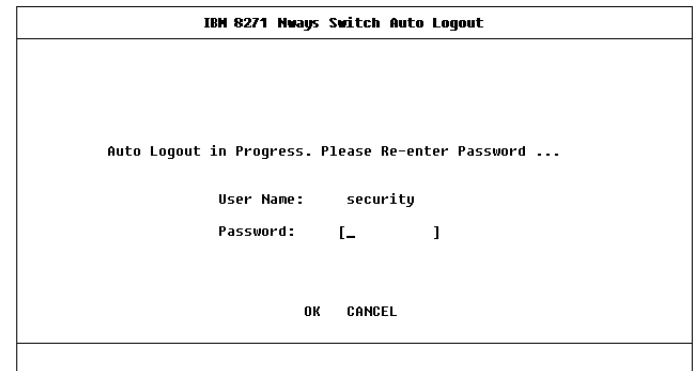 IBM 8271 Nways Switch Auto Logout
Auto Logout in Progress. Please Re-enter Password ...
User Name: security
Password: [_ ]
OK CANCEL